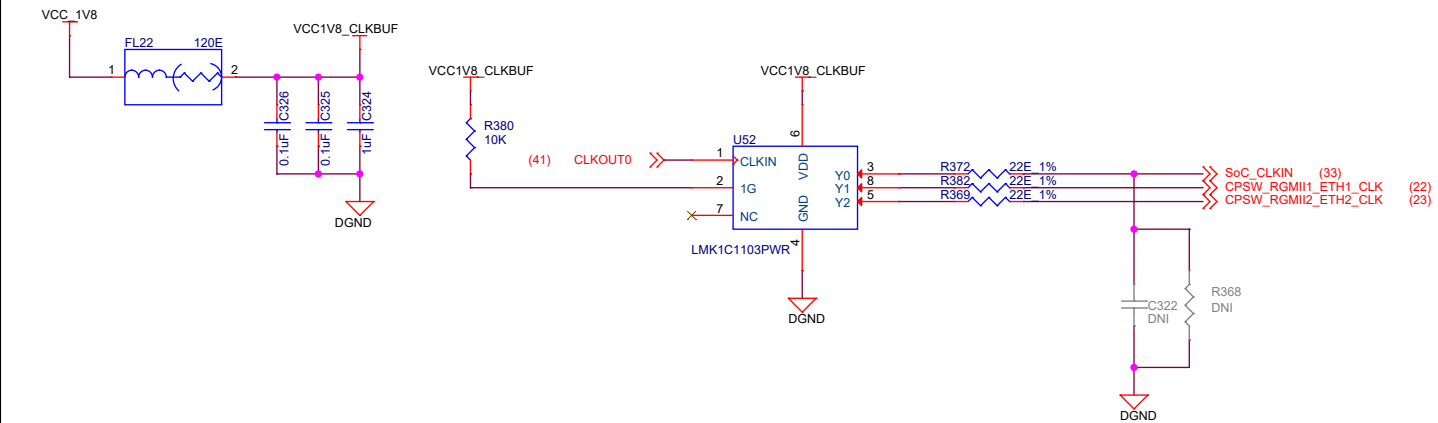 VCC_1V8
FL22 120E
1 2
VCC1V8_CLKBUF
C326
0.1uF
C325
0.1uF
C324
1uF
DGND
VCC1V8_CLKBUF
R380
10K
VCC1V8_CLKBUF
U52
6
VDD
(41) CLKOUT0
1 CLKIN
2 1G
7 NC
GND
4
Y0 3
Y1 8
Y2 5
LMK1C1103PWR
DGND
R372 22E_1%
R382 22E_1%
R369 22E_1%
SoC_CLKIN (33)
CPSW_RGMII1_ETH1_CLK (22)
CPSW_RGMII2_ETH2_CLK (23)
C322
DNI
R368
DNI
DGND